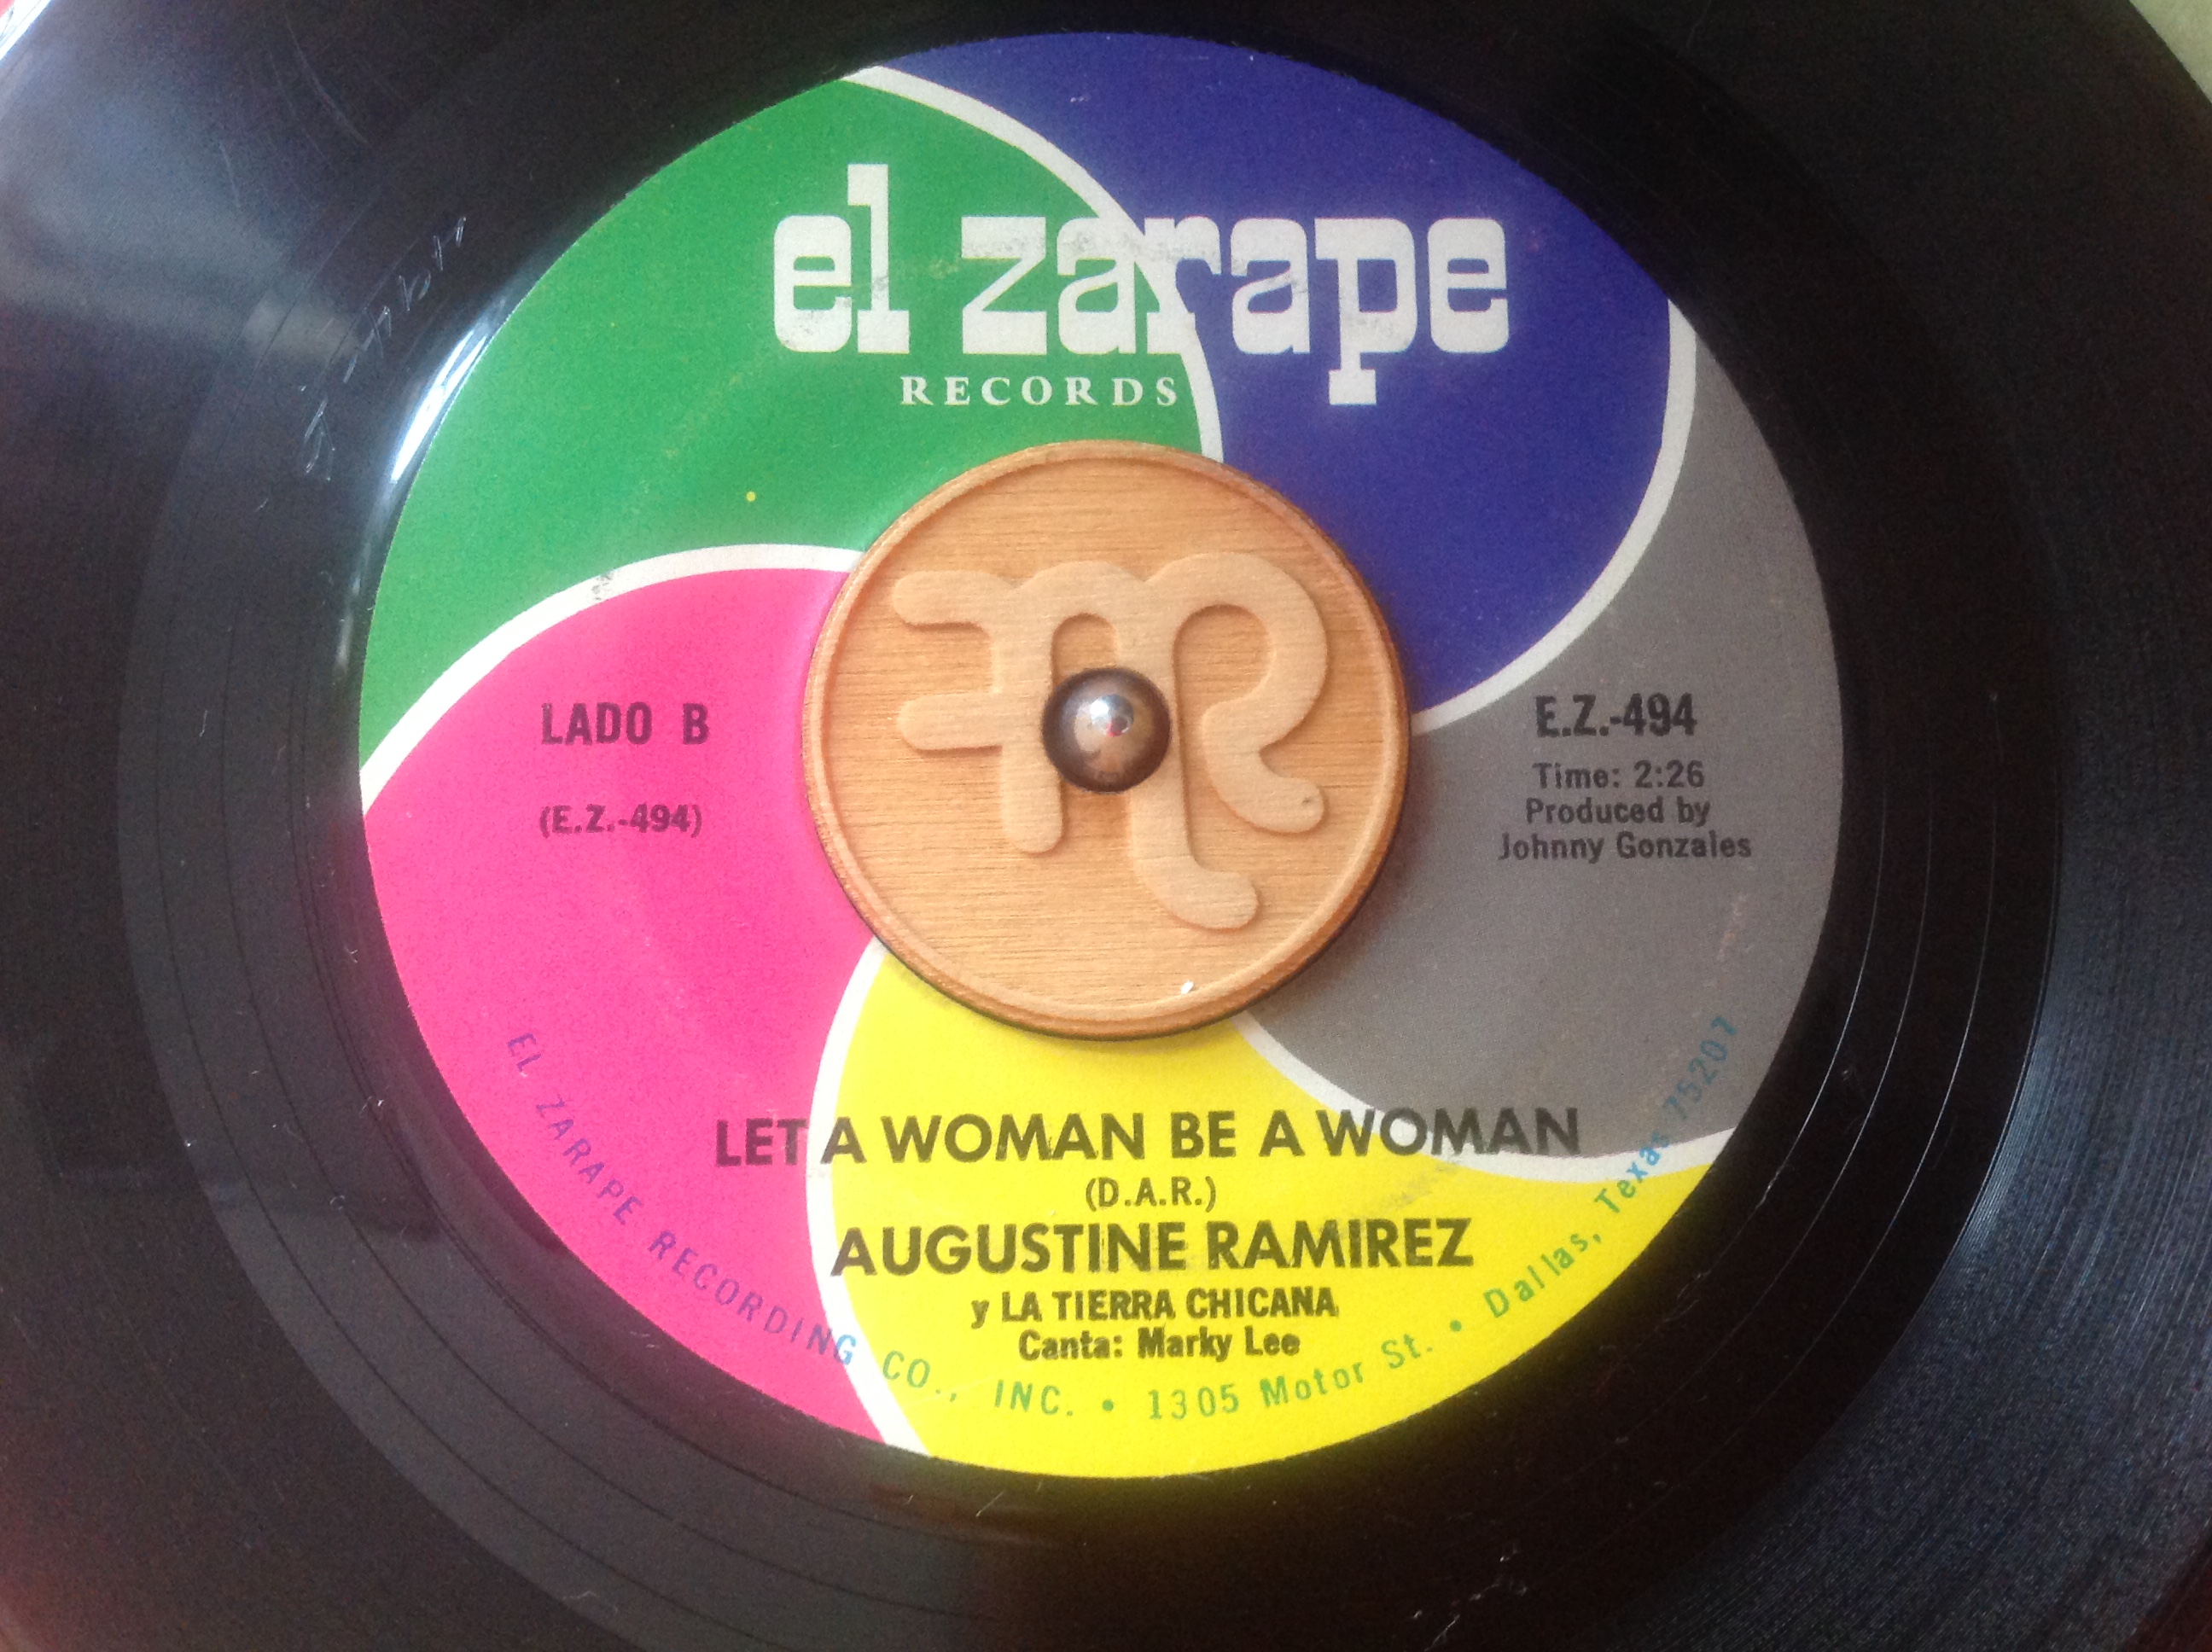 el zarape
RECORDS
LADO B
(E.Z.-494)
E.Z.-494
Time: 2:26
Produced by
Johnny Gonzales
LET A WOMAN BE A WOMAN
(D.A.R.)
AUGUSTINE RAMIREZ
y LA TIERRA CHICANA
Canta: Marky Lee
EL ZARAPE RECORDING CO., INC. • 1305 Motor St. • Dallas, Texas 75207